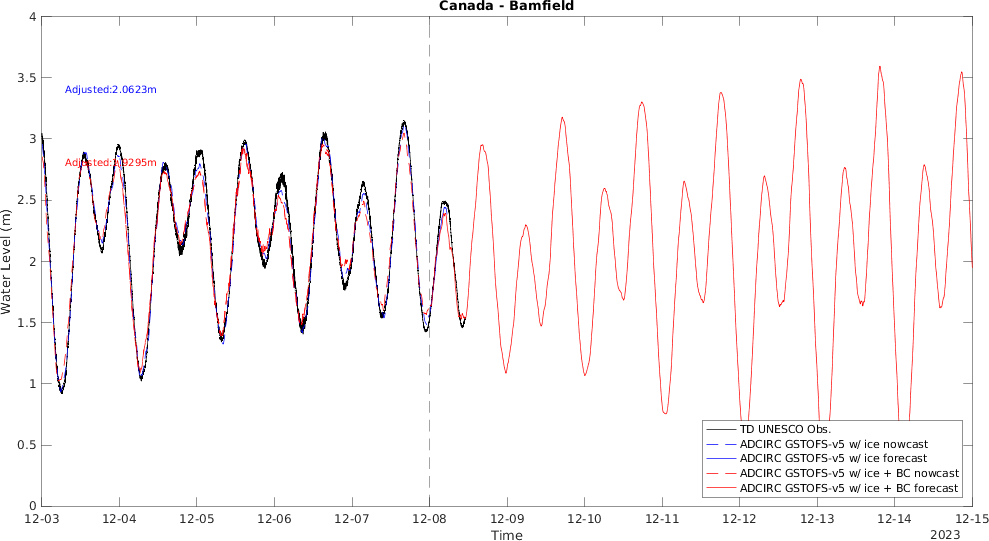 Canada - Bamfield
Water Level (m)
4
3.5
3
2.5
2
1.5
1
0.5
0
Adjusted:2.0623m
Adjusted:1.9295m
TD UNESCO Obs.
ADCIRC GSTOFS-v5 w/ ice nowcast
ADCIRC GSTOFS-v5 w/ ice forecast
ADCIRC GSTOFS-v5 w/ ice + BC nowcast
ADCIRC GSTOFS-v5 w/ ice + BC forecast
12-03 12-04 12-05 12-06 12-07 12-08 12-09 12-10 12-11 12-12 12-13 12-14 12-15
Time
2023